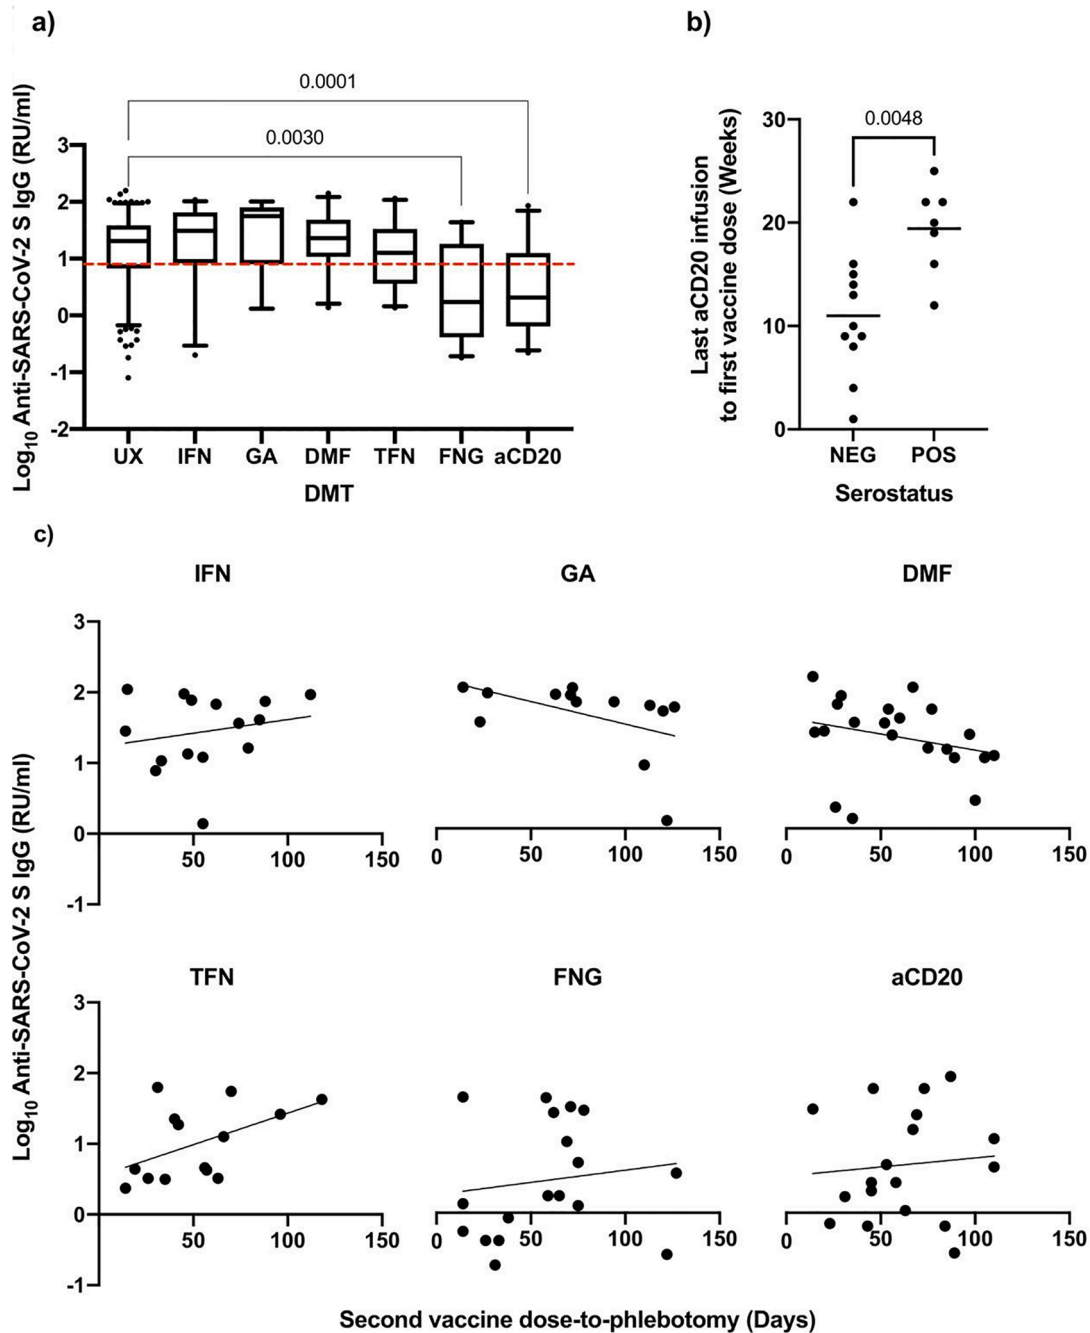 a)
Log10 Anti-SARS-CoV-2 S IgG (RU/ml)
0.0001
0.0030
3
2
1
0
-1
-2
UX IFN GA DMF TFN FNG aCD20
DMT
b)
Last aCD20 infusion
to first vaccine dose (Weeks)
0.0048
30
20
10
0
NEG POS
Serostatus
c)
Log10 Anti-SARS-CoV-2 S IgG (RU/ml)
IFN
3
2
1
0
-1
50 100 150
GA
0 50 100 150
DMF
0 50 100 150
TFN
3
2
1
0
-1
50 100 150
FNG
0 50 100 150
aCD20
0 50 100 150
Second vaccine dose-to-phlebotomy (Days)